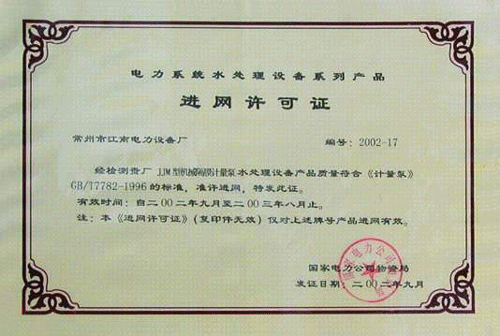 电力系统水处理设备系列产品
进网许可证
常州市江南电力设备厂 编号: 2002-17
经检测贵厂 JJM型机械隔膜计量泵水处理设备产品质量符合《计量泵》
GB/T7782-1996的标准，准许进网，特发此证。
有效时间：自二00二年九月至二00三年八月止。
注：本《进网许可证》（复印件无效）仅对上述牌号产品进网有效。
国家电力公司物资局
发证日期：二00二年九月